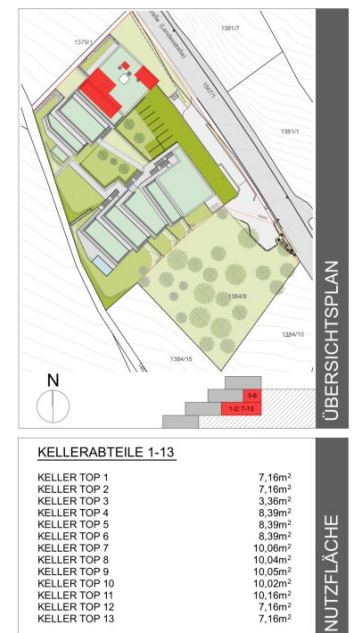 1379/1
(Landesstraße)
1381/7
1547/1
1381/1
1384/9
1384/10
1384/15
ÜBERSICHTSPLAN
N
3-6
1-2; 7-13
KELLERABTEILE 1-13
KELLER TOP 1 7,16m²
KELLER TOP 2 7,16m²
KELLER TOP 3 3,36m²
KELLER TOP 4 8,39m²
KELLER TOP 5 8,39m²
KELLER TOP 6 8,39m²
KELLER TOP 7 10,06m²
KELLER TOP 8 10,04m²
KELLER TOP 9 10,05m²
KELLER TOP 10 10,02m²
KELLER TOP 11 10,16m²
KELLER TOP 12 7,16m²
KELLER TOP 13 7,16m²
NUTZFLÄCHE